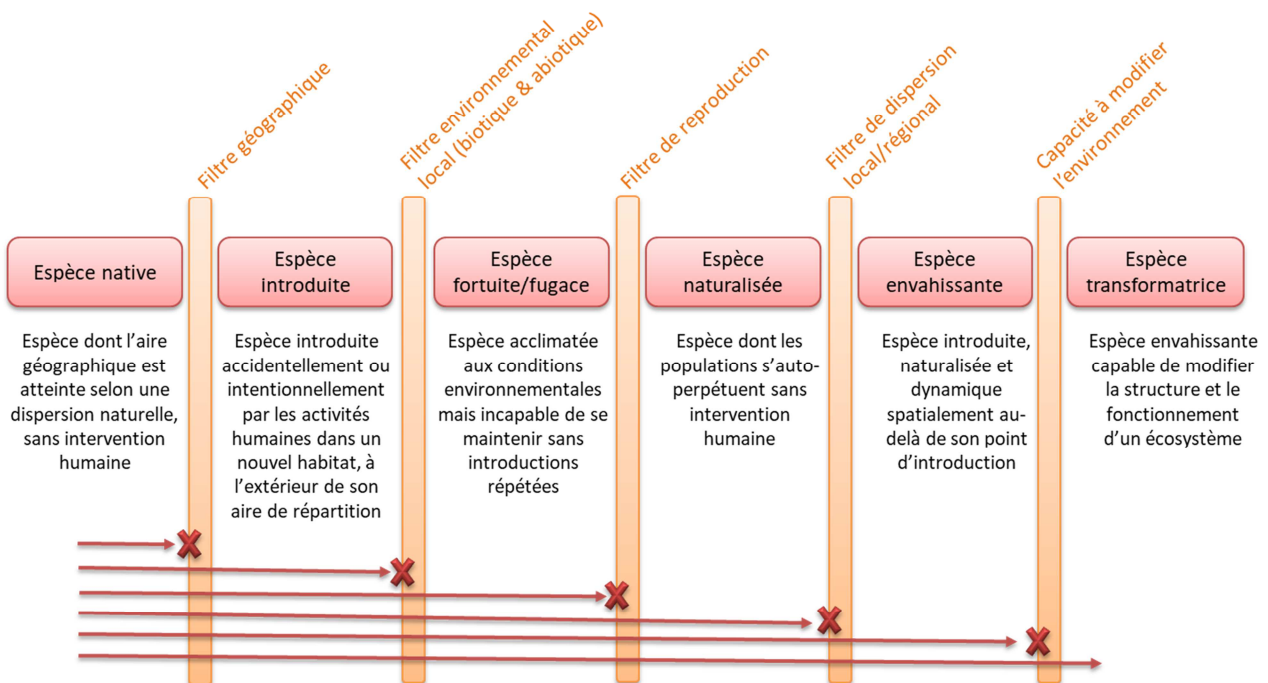 Filtre géographique
Filtre environnemental
local (biotique & abiotique)
Filtre de reproduction
Filtre de dispersion
local/régional
Capacité à modifier
l'environnement
Espèce native
Espèce
introduite
Espèce
fortuite/fugace
Espèce
naturalisée
Espèce
envahissante
Espèce
transformatrice
Espèce dont l'aire
géographique est
atteinte selon une
dispersion naturelle,
sans intervention
humaine
Espèce introduite
accidentellement ou
intentionnellement
par les activités
humaines dans un
nouvel habitat, à
l'extérieur de son
aire de répartition
Espèce acclimatée
aux conditions
environnementales
mais incapable de se
maintenir sans
introductions
répétées
Espèce dont les
populations s'auto-
perpétuent sans
intervention
humaine
Espèce introduite,
naturalisée et
dynamique
spatialement au-
delà de son point
d'introduction
Espèce envahissante
capable de modifier
la structure et le
fonctionnement
d'un écosystème